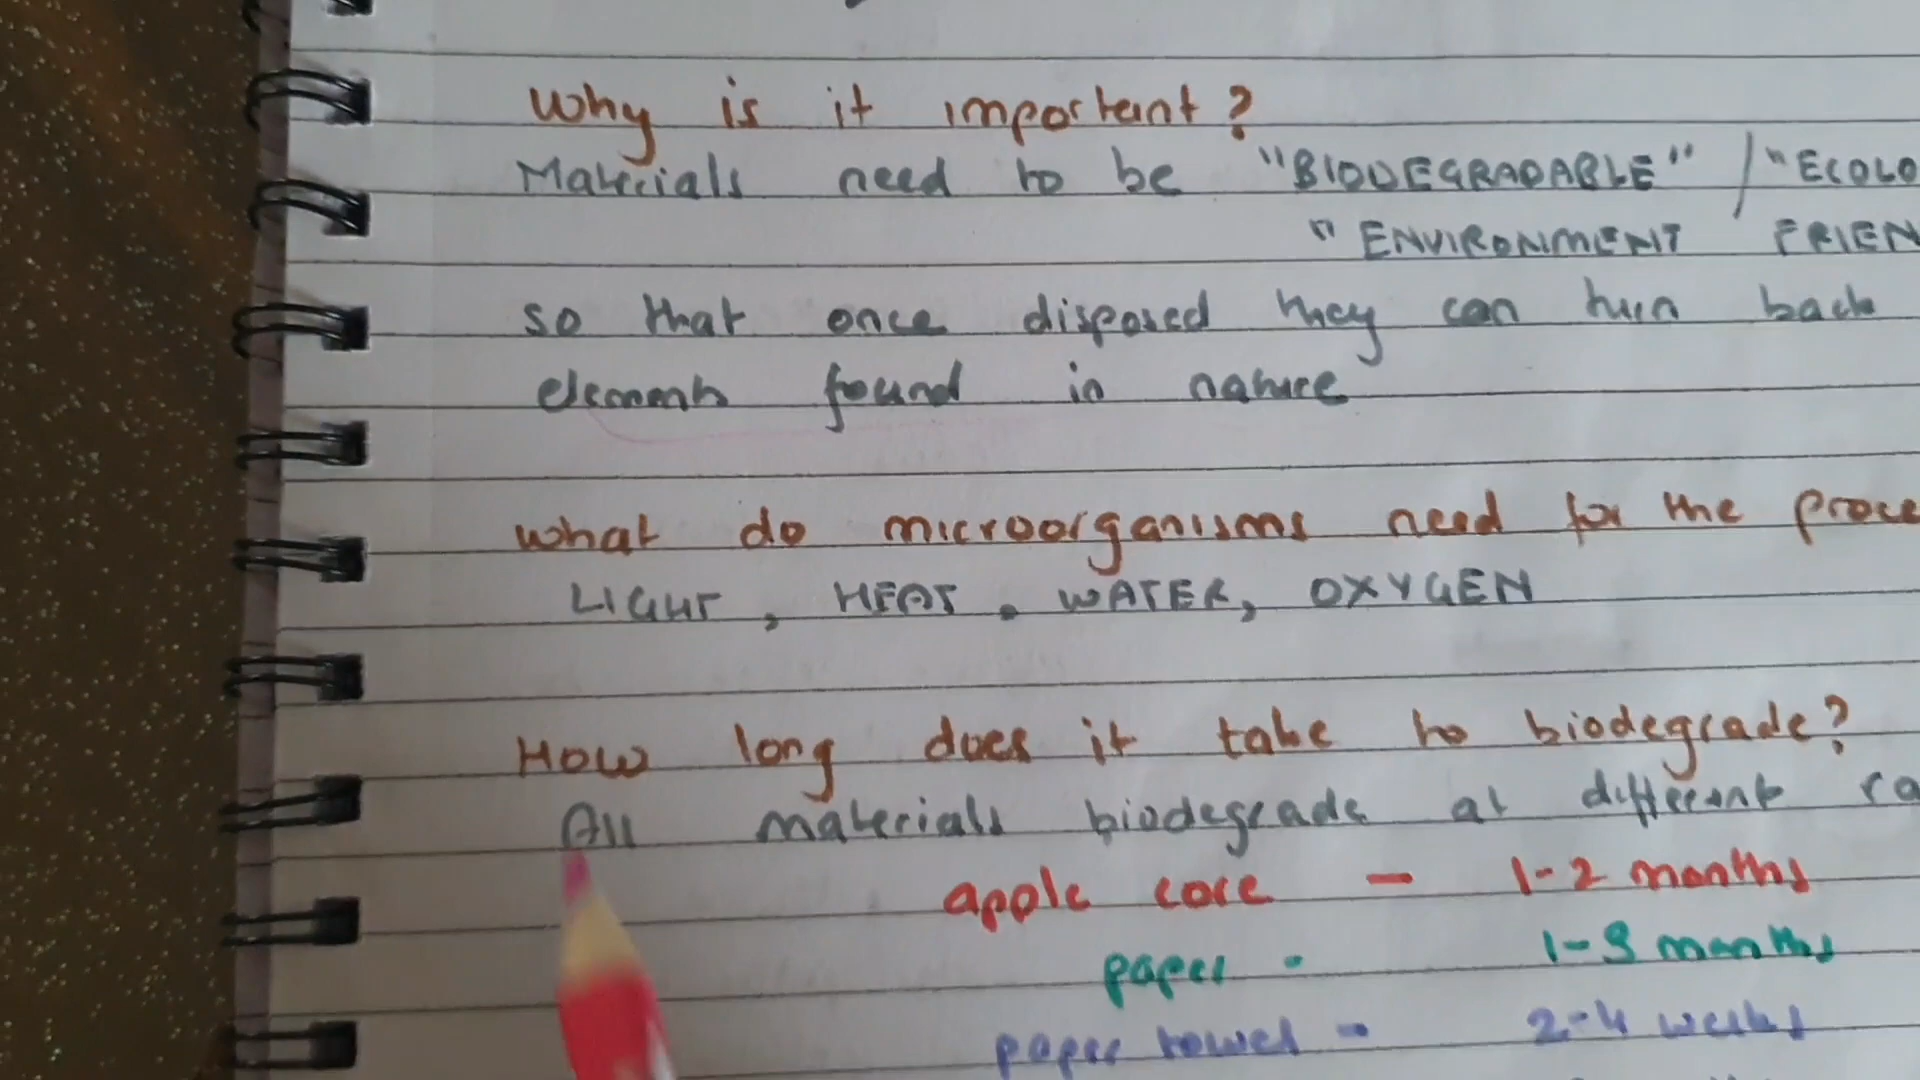 Why is it important?
Materials need to be "BIODEGRADABLE" / "ECOLO
"ENVIRONMENT FRIEN
so that once disposed they can turn back
elements found in nature
what do microorganisms need for the proce
LIGHT, HEAT, WATER, OXYGEN
How long does it take to biodegrade?
All materials biodegrade at different ra
apple core - 1-2 months
paper - 1-3 months
paper towel - 2-4 weeks